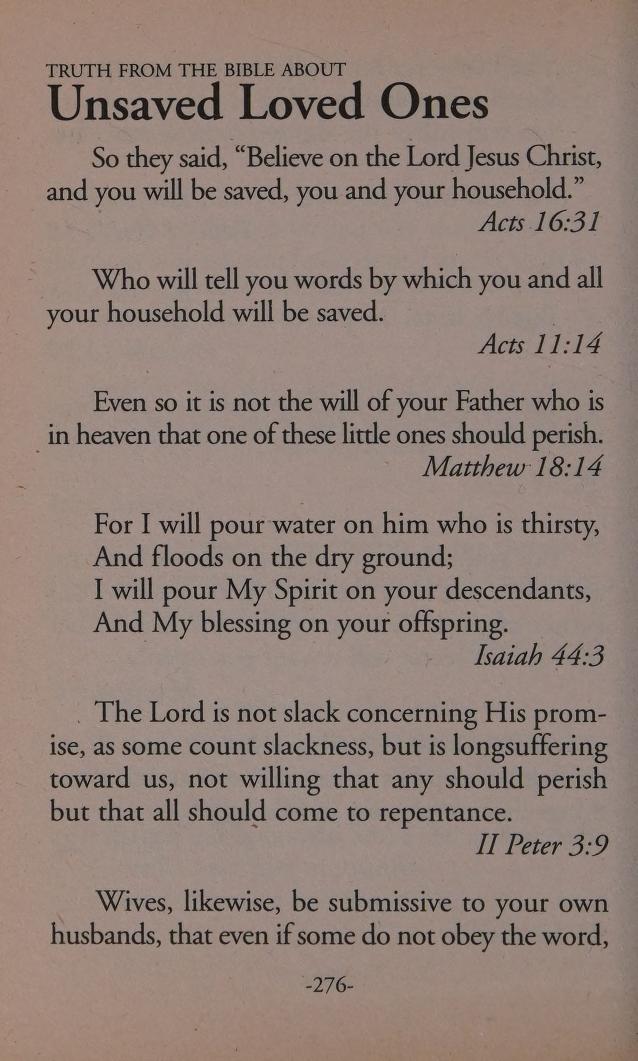 TRUTH FROM THE BIBLE ABOUT
Unsaved Loved Ones
So they said, “Believe on the Lord Jesus Christ,
and you will be saved, you and your household.”
Acts 16:31
Who will tell you words by which you and all
your household will be saved.
Acts 11:14
Even so it is not the will of your Father who is
in heaven that one of these little ones should perish.
Matthew 18:14
For I will pour water on him who is thirsty,
And floods on the dry ground;
I will pour My Spirit on your descendants,
And My blessing on your offspring.
Isaiah 44:3
The Lord is not slack concerning His prom-
ise, as some count slackness, but is longsuffering
toward us, not willing that any should perish
but that all should come to repentance.
II Peter 3:9
Wives, likewise, be submissive to your own
husbands, that even if some do not obey the word,
-276-